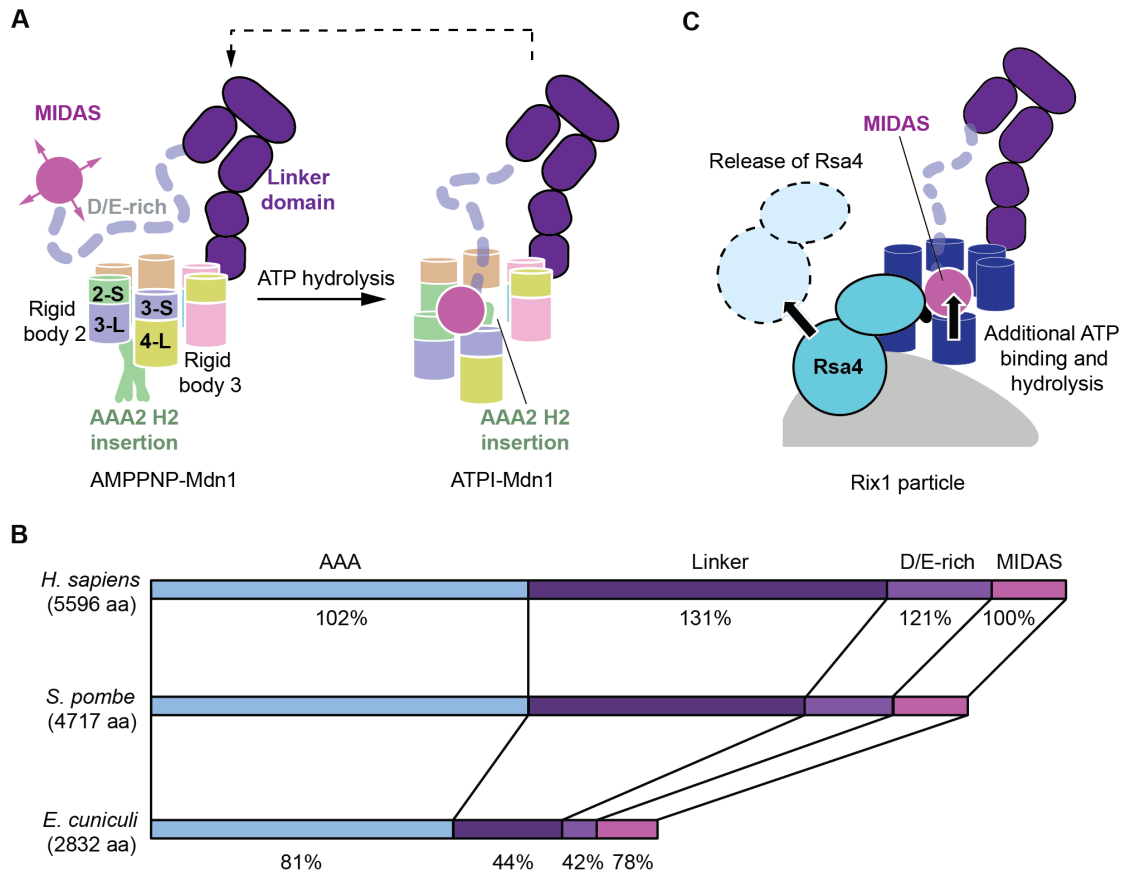 A
MIDAS
D/E-rich
Linker
domain
ATP hydrolysis
2-S
3-S
3-L
4-L
Rigid
body 2
Rigid
body 3
AAA2 H2
insertion
AMPPNP-Mdn1
AAA2 H2
insertion
ATPI-Mdn1
C
MIDAS
Release of Rsa4
Rsa4
Additional ATP
binding and
hydrolysis
Rix1 particle
B
AAA
Linker
D/E-rich
MIDAS
H. sapiens
(5596 aa)
102%
131%
121%
100%
S. pombe
(4717 aa)
E. cuniculi
(2832 aa)
81%
44%
42%
78%